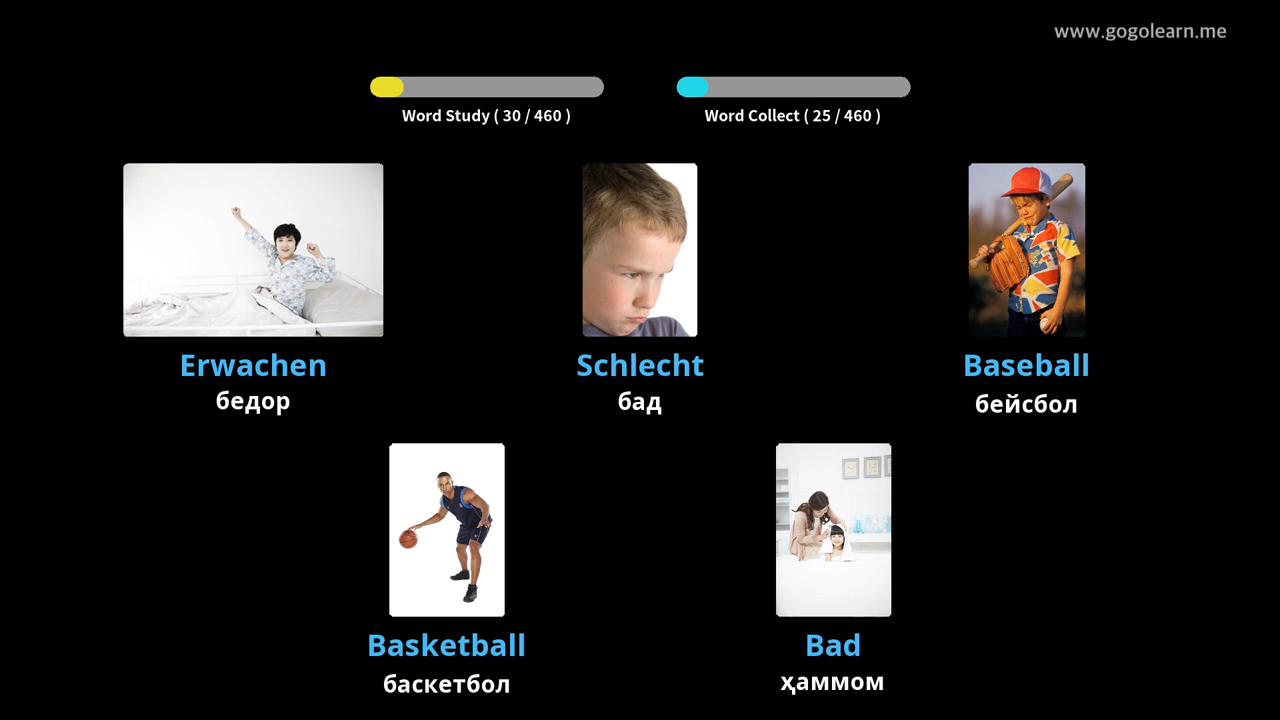 www.gogolearn.me
Word Study ( 30 / 460 )
Word Collect ( 25 / 460 )
Erwachen
бедор
Schlecht
бад
Baseball
бейсбол
Basketball
баскетбол
Bad
ҳаммом